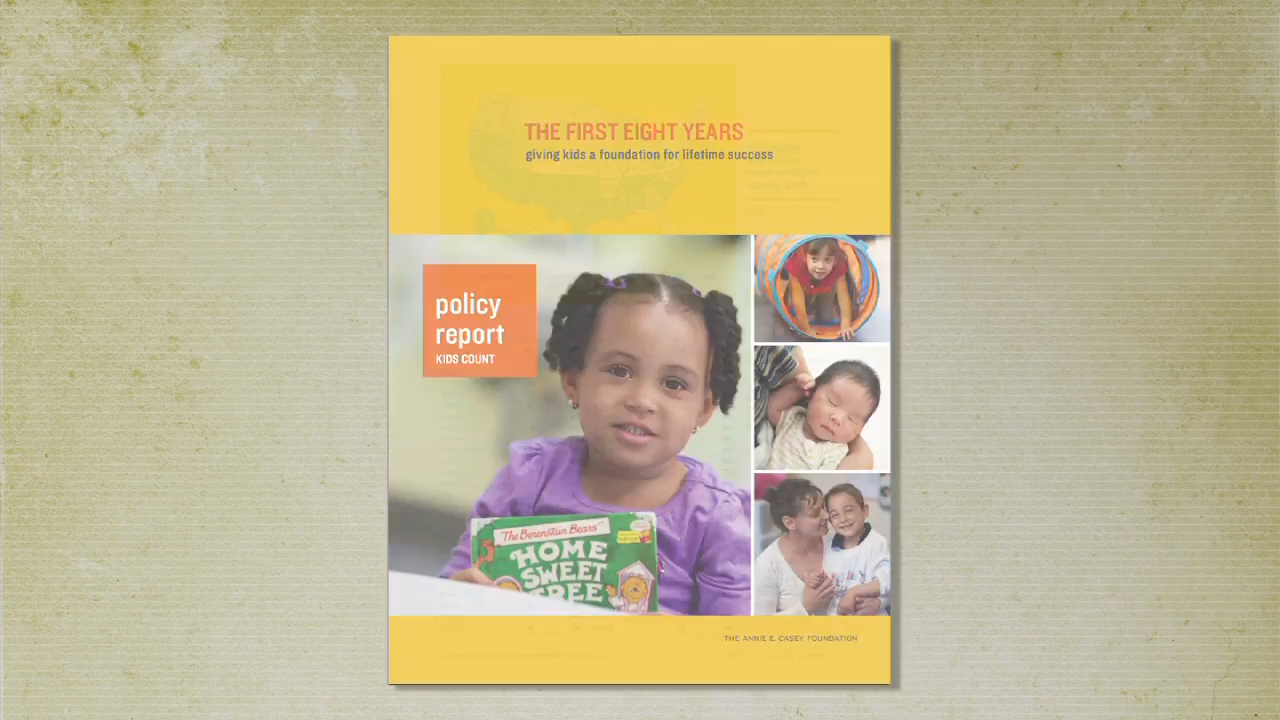 THE FIRST EIGHT YEARS
giving kids a foundation for lifetime success
policy
report
KIDS COUNT
The Berenstain Bears
HOME
SWEET
TREE
THE ANNIE E. CASEY FOUNDATION